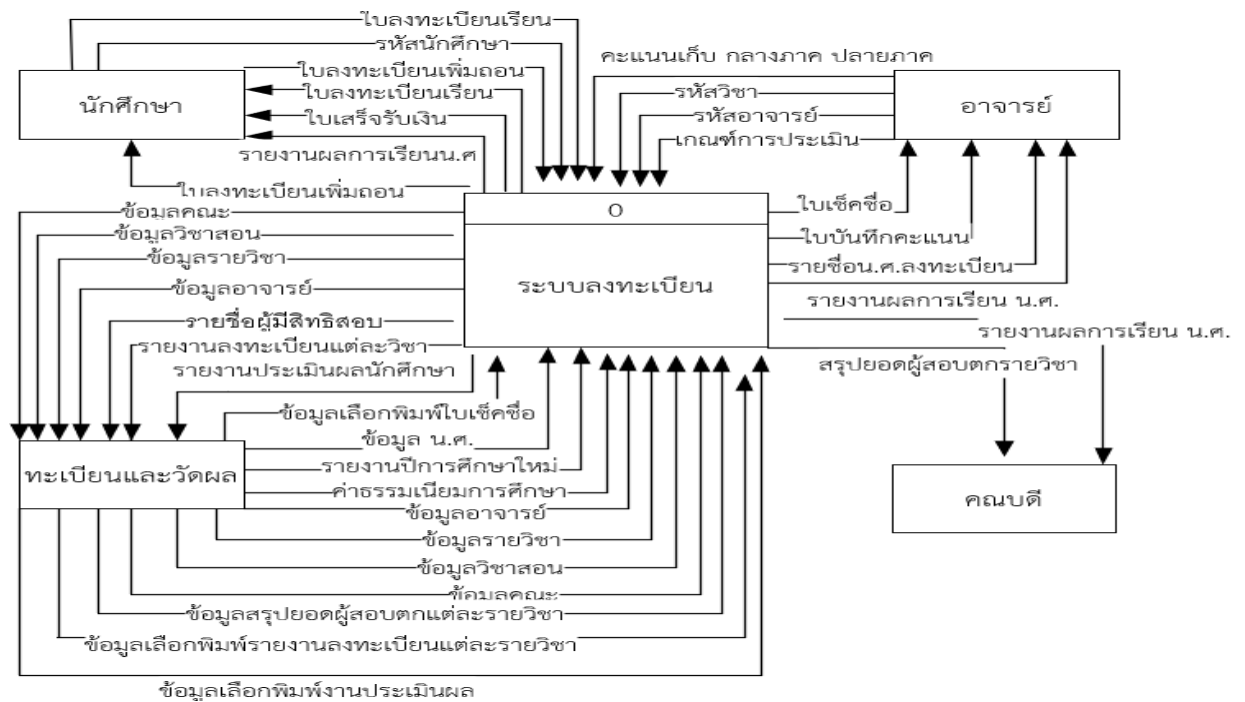 ใบลงทะเบียนเรียน
รหัสนักศึกษา
คะแนนเก็บ กลางภาค ปลายภาค
ใบลงทะเบียนเพิ่มถอน
นักศึกษา
ใบลงทะเบียนเรียน
รหัสวิชา
อาจารย์
ใบเสร็จรับเงิน
รหัสอาจารย์
เกณฑ์การประเมิน
รายงานผลการเรียนน.ศ
ใบลงทะเบียนเพิ่มถอน
ข้อมูลคณะ
0
ใบเช็คชื่อ
ข้อมูลวิชาสอน
ใบบันทึกคะแนน
ข้อมูลรายวิชา
รายชื่อน.ศ.ลงทะเบียน
ข้อมูลอาจารย์
ระบบลงทะเบียน
รายงานผลการเรียน น.ศ.
รายชื่อผู้มีสิทธิสอบ
รายงานผลการเรียน น.ศ.
รายงานลงทะเบียนแต่ละวิชา
สรุปยอดผู้สอบตกรายวิชา
รายงานประเมินผลนักศึกษา
ข้อมูลเลือกพิมพ์ใบเช็คชื่อ
ข้อมูล น.ศ.
ทะเบียนและวัดผล
รายงานปีการศึกษาใหม่
ค่าธรรมเนียมการศึกษา
คณบดี
ข้อมูลอาจารย์
ข้อมูลรายวิชา
ข้อมูลวิชาสอน
ข้อมูลคณะ
ข้อมูลสรุปยอดผู้สอบตกแต่ละรายวิชา
ข้อมูลเลือกพิมพ์รายงานลงทะเบียนแต่ละรายวิชา
ข้อมูลเลือกพิมพ์งานประเมินผล